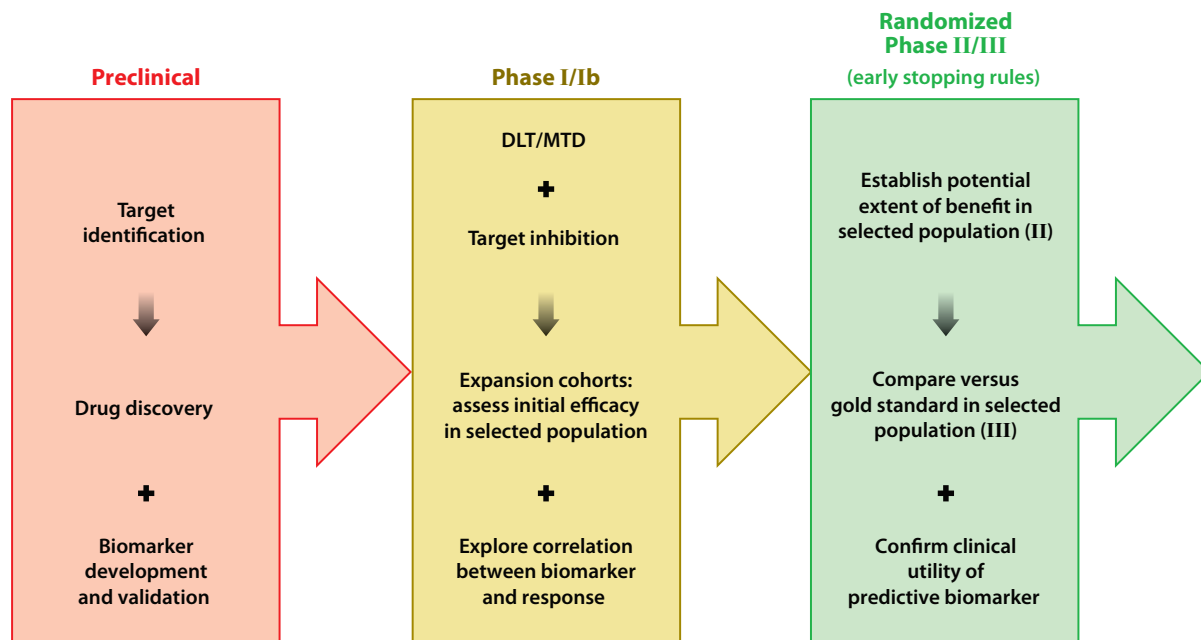 Preclinical
Target
identification
Drug discovery
+
Biomarker
development
and validation
Phase I/Ib
DLT/MTD
+
Target inhibition
Expansion cohorts:
assess initial efficacy
in selected population
+
Explore correlation
between biomarker
and response
Randomized
Phase II/III
(early stopping rules)
Establish potential
extent of benefit in
selected population (II)
Compare versus
gold standard in selected
population (III)
+
Confirm clinical
utility of
predictive biomarker